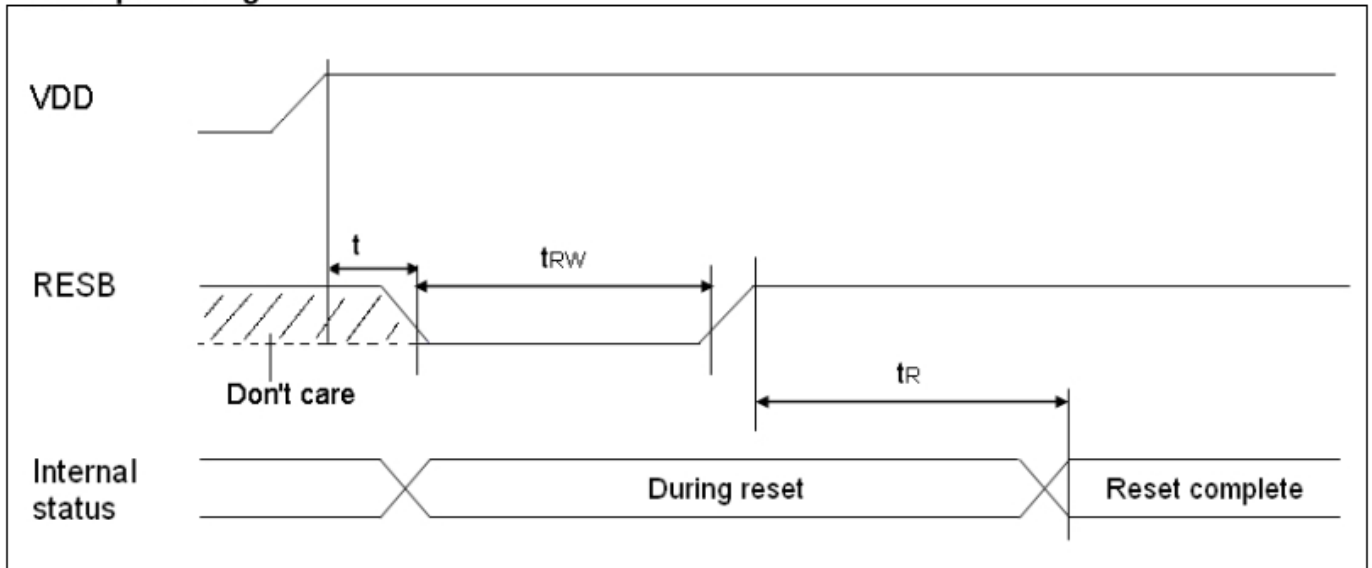 VDD
t
tRW
RESB
Don't care
tR
Internal
status
During reset
Reset complete